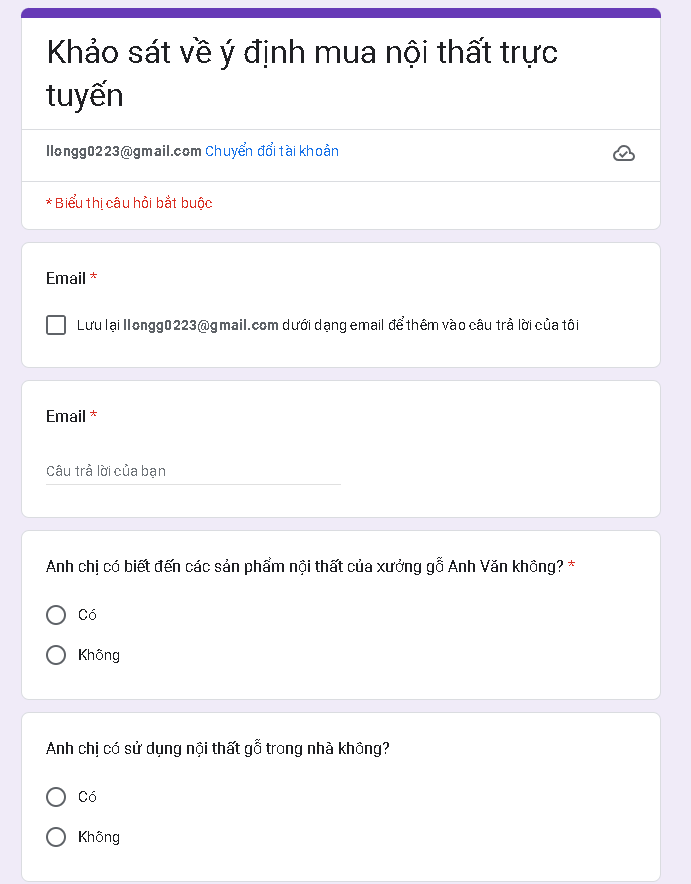 Khảo sát về ý định mua nội thất trực
tuyến
llongg0223@gmail.com Chuyển đổi tài khoản
* Biểu thị câu hỏi bắt buộc
Email *
Lưu lại llongg0223@gmail.com dưới dạng email để thêm vào câu trả lời của tôi
Email *
Câu trả lời của bạn
Anh chị có biết đến các sản phẩm nội thất của xưởng gỗ Anh Văn không? *
Có
Không
Anh chị có sử dụng nội thất gỗ trong nhà không?
Có
Không